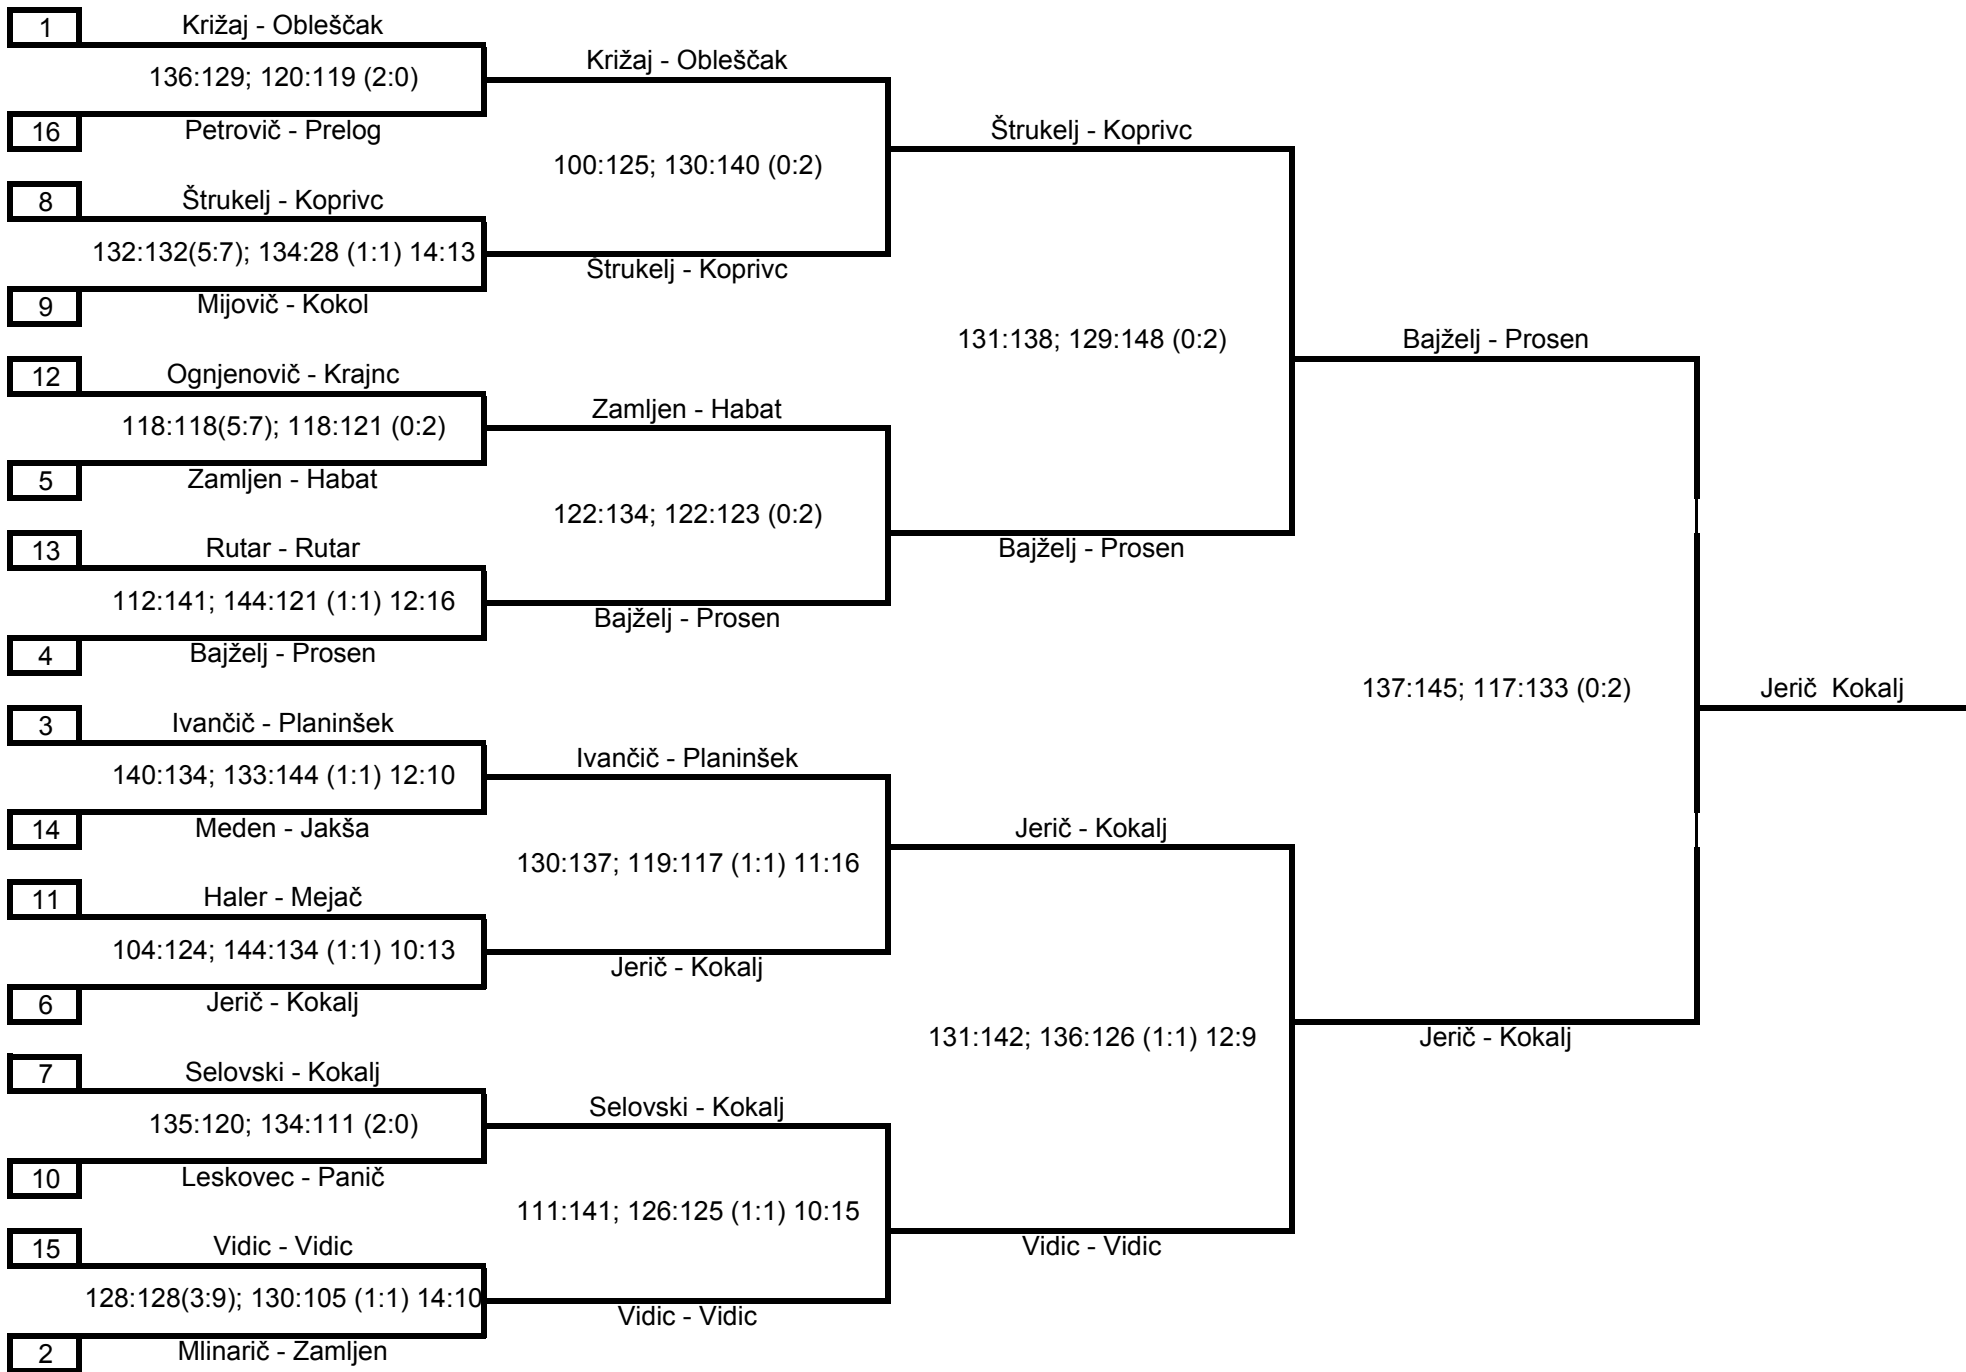 1 Križaj - Obleščak
136:129; 120:119 (2:0)
16 Petrovič - Prelog
8 Štrukelj - Koprivc
132:132(5:7); 134:28 (1:1) 14:13
9 Mijovič - Kokol
12 Ognjenovič - Krajnc
118:118(5:7); 118:121 (0:2)
5 Zamljen - Habat
13 Rutar - Rutar
112:141; 144:121 (1:1) 12:16
4 Bajželj - Prosen
3 Ivančič - Planinšek
140:134; 133:144 (1:1) 12:10
14 Meden - Jakša
11 Haler - Mejač
104:124; 144:134 (1:1) 10:13
6 Jerič - Kokalj
7 Selovski - Kokalj
135:120; 134:111 (2:0)
10 Leskovec - Panič
15 Vidic - Vidic
128:128(3:9); 130:105 (1:1) 14:10
2 Mlinarič - Zamljen
Križaj - Obleščak
100:125; 130:140 (0:2)
Štrukelj - Koprivc
Zamljen - Habat
122:134; 122:123 (0:2)
Bajželj - Prosen
Ivančič - Planinšek
130:137; 119:117 (1:1) 11:16
Jerič - Kokalj
Selovski - Kokalj
111:141; 126:125 (1:1) 10:15
Vidic - Vidic
Štrukelj - Koprivc
131:138; 129:148 (0:2)
Bajželj - Prosen
Jerič - Kokalj
131:142; 136:126 (1:1) 12:9
Vidic - Vidic
Bajželj - Prosen
137:145; 117:133 (0:2)
Jerič - Kokalj
Jerič  Kokalj